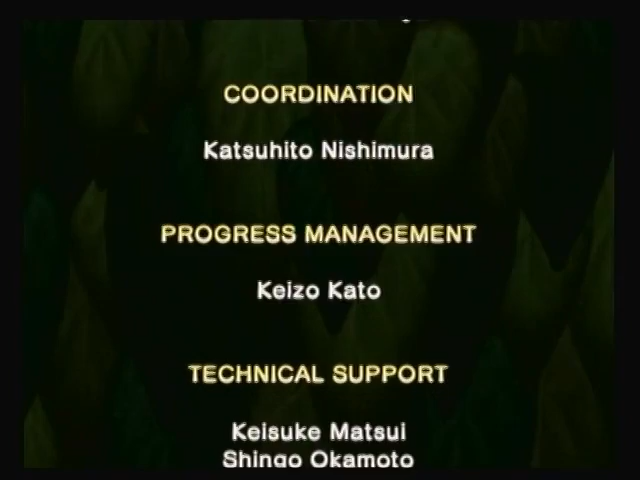 COORDINATION
Katsuhito Nishimura
PROGRESS MANAGEMENT
Keizo Kato
TECHNICAL SUPPORT
Keisuke Matsui
Shingo Okamoto